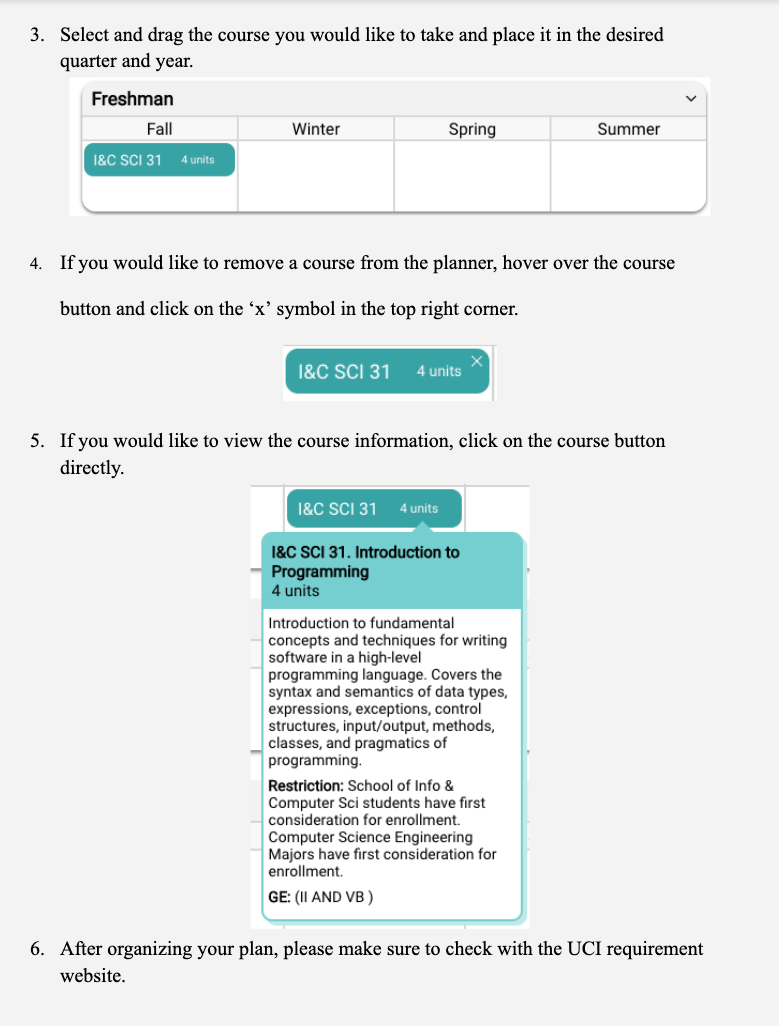 3. Select and drag the course you would like to take and place it in the desired
quarter and year.
Freshman
Fall Winter Spring Summer
I&C SCI 31 4 units
4. If you would like to remove a course from the planner, hover over the course
button and click on the ‘x’ symbol in the top right corner.
I&C SCI 31 4 units
5. If you would like to view the course information, click on the course button
directly.
I&C SCI 31 4 units
I&C SCI 31. Introduction to
Programming
4 units
Introduction to fundamental
concepts and techniques for writing
software in a high-level
programming language. Covers the
syntax and semantics of data types,
expressions, exceptions, control
structures, input/output, methods,
classes, and pragmatics of
programming.
Restriction: School of Info &
Computer Sci students have first
consideration for enrollment.
Computer Science Engineering
Majors have first consideration for
enrollment.
GE: (II AND VB )
6. After organizing your plan, please make sure to check with the UCI requirement
website.